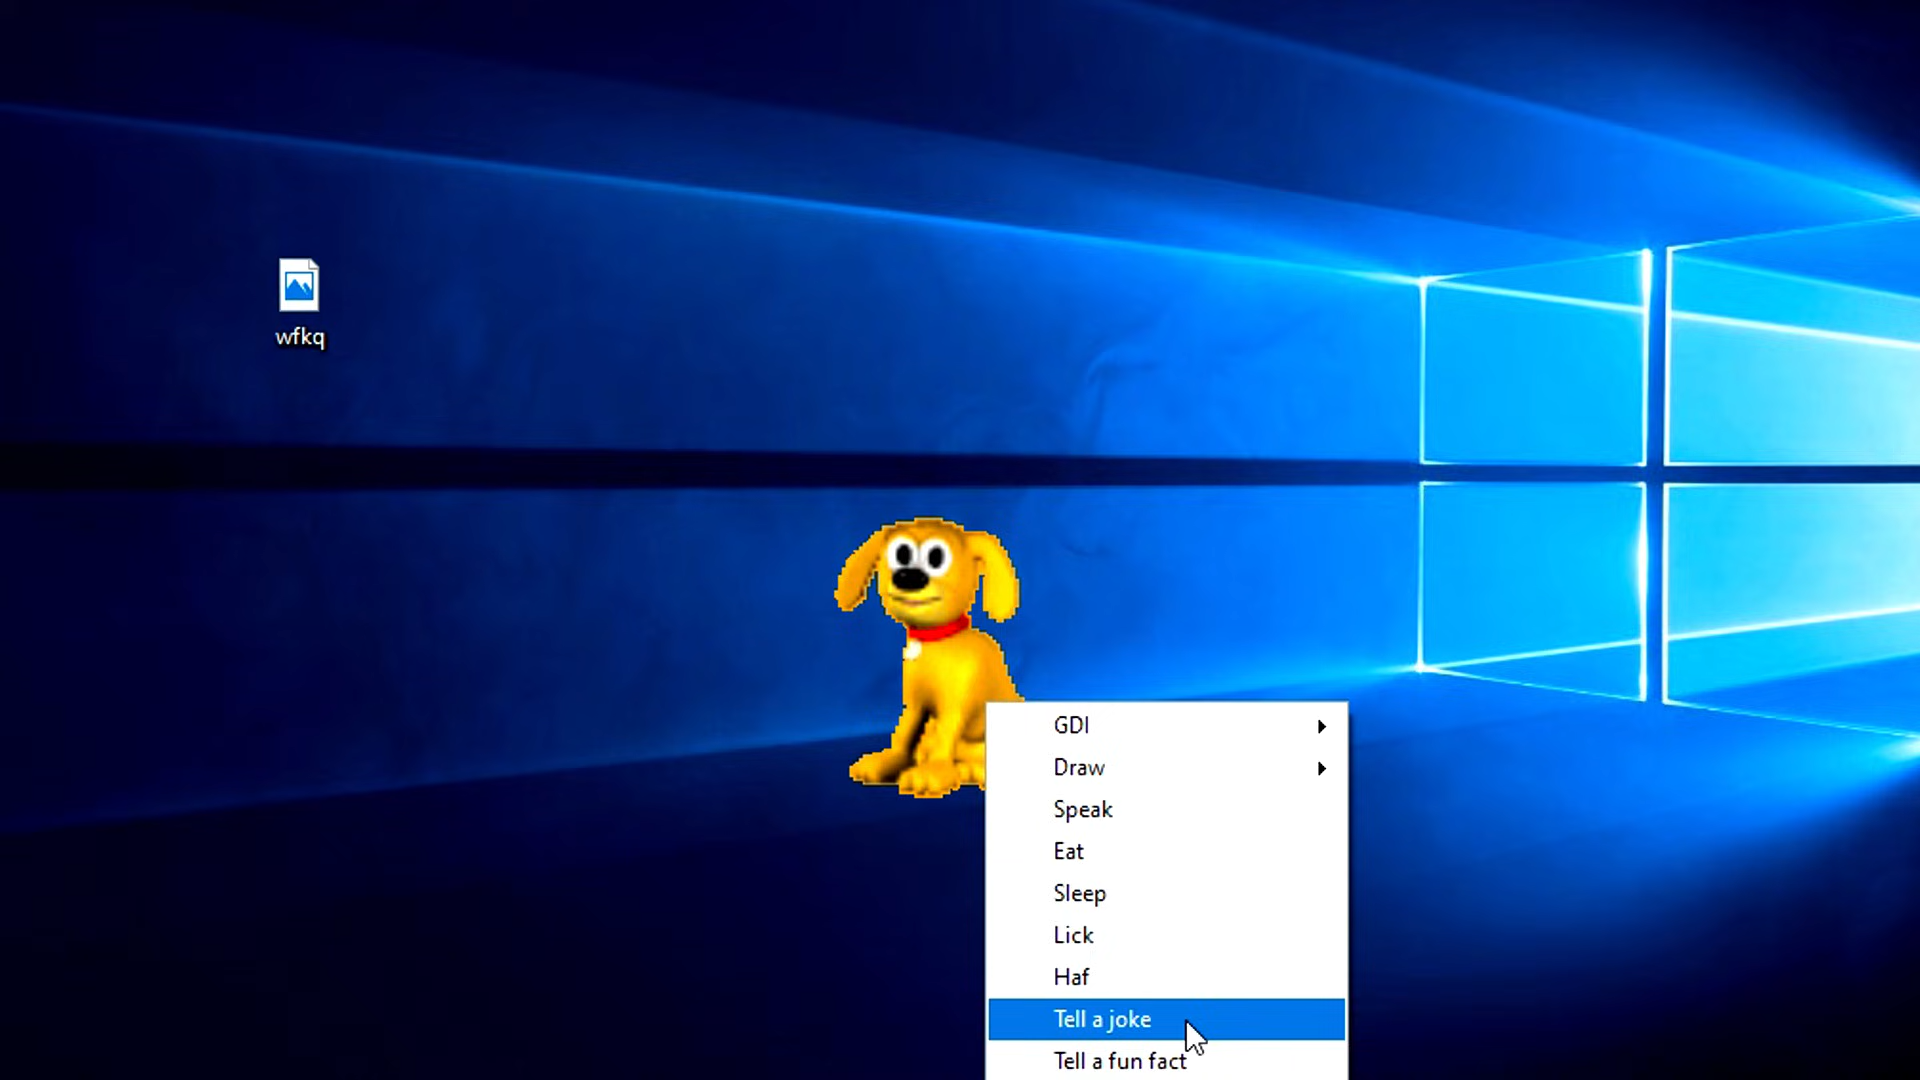 wfkq
GDI
Draw
Speak
Eat
Sleep
Lick
Haf
Tell a joke
Tell a fun fact